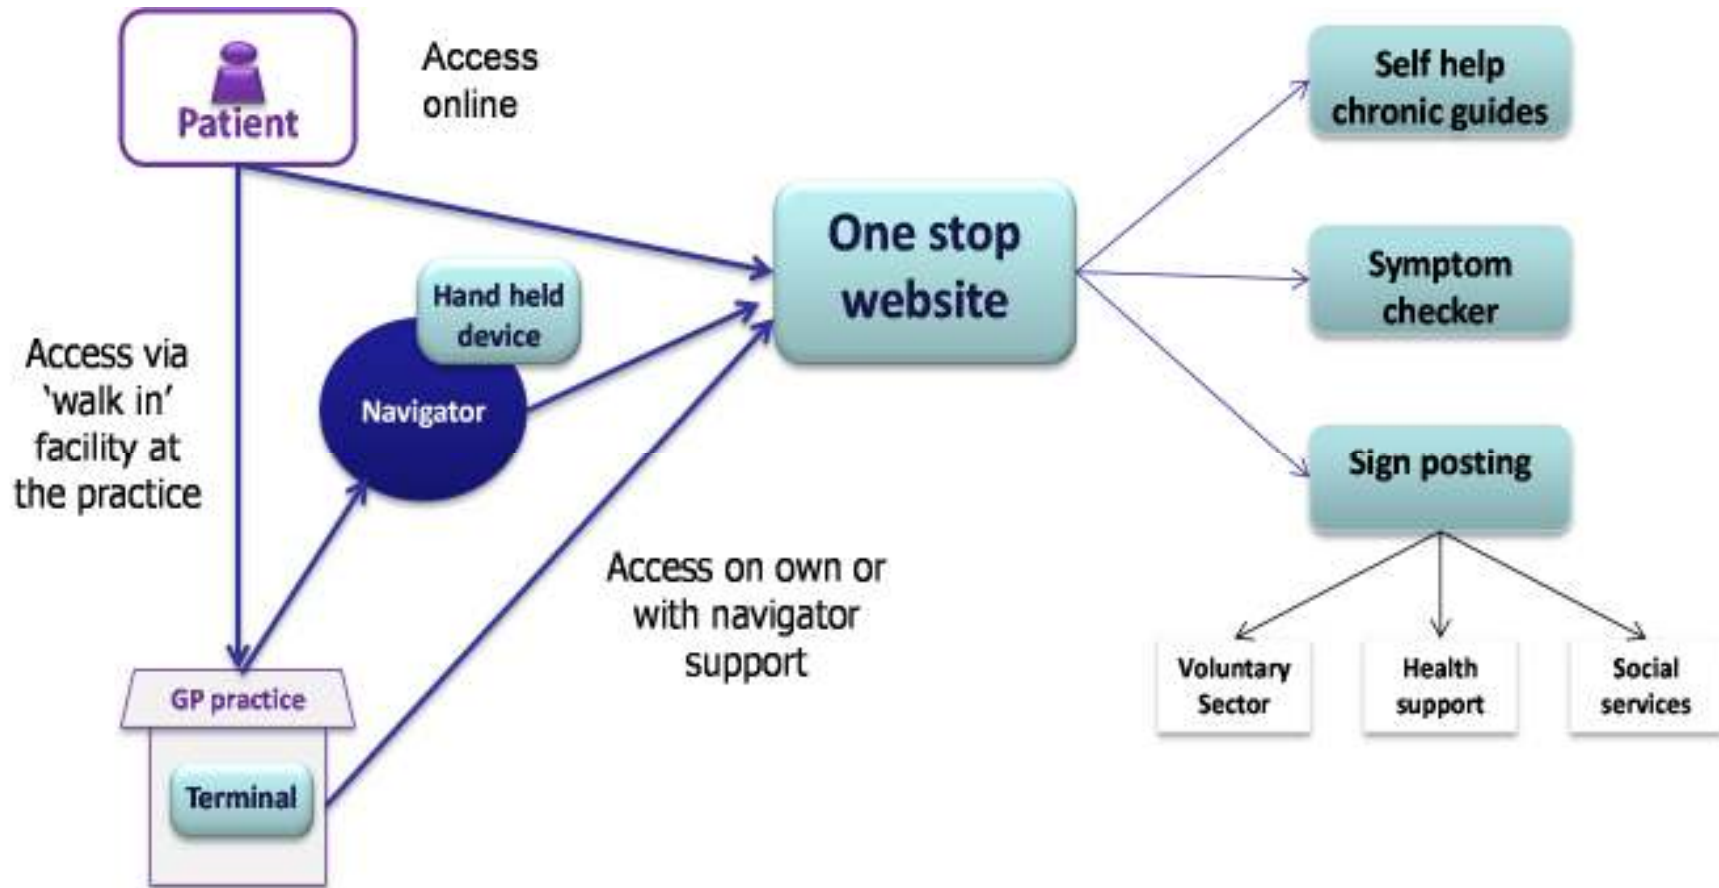 Patient
Access
online
Self help
chronic guides
One stop
website
Symptom
checker
Hand held
device
Navigator
Access via
‘walk in’
facility at
the practice
Sign posting
Access on own or
with navigator
support
GP practice
Terminal
Voluntary
Sector
Health
support
Social
services